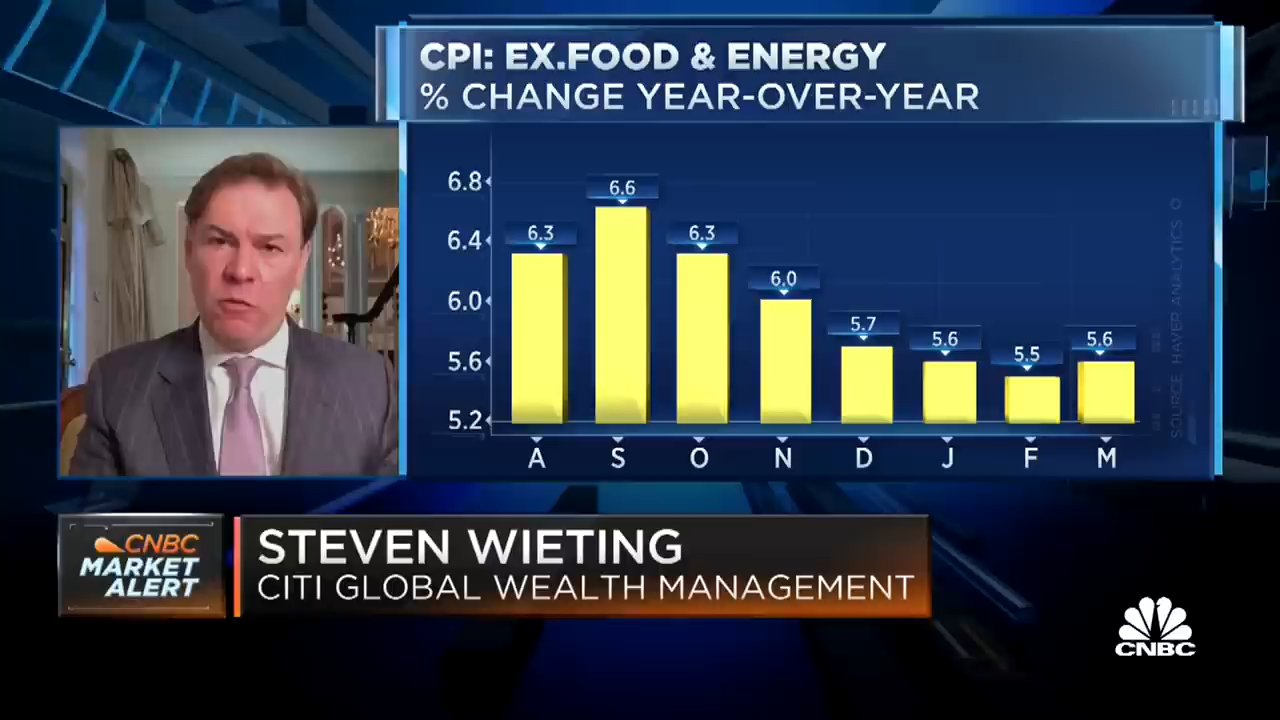 CPI: EX.FOOD & ENERGY
% CHANGE YEAR-OVER-YEAR
6.8
6.4
6.0
5.6
5.2
6.3
6.6
6.3
6.0
5.7
5.6
5.5
5.6
A S O N D J F M
SOURCE: HAVER ANALYTICS
CNBC
MARKET
ALERT
STEVEN WIETING
CITI GLOBAL WEALTH MANAGEMENT
CNBC